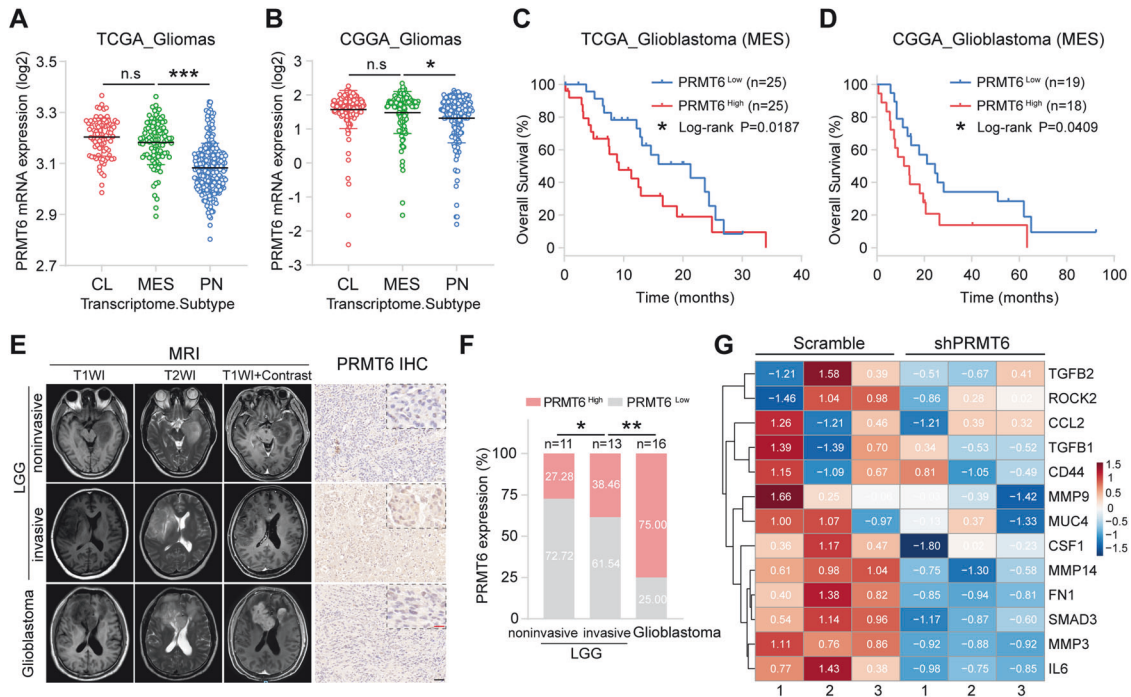 A
TCGA_Gliomas
PRMT6 mRNA expression (log2)
3.5
3.3
3.1
2.9
2.7
n.s
***
CL MES PN
Transcriptome.Subtype
B
CGGA_Gliomas
PRMT6 mRNA expression (log2)
3
2
1
0
−1
−2
−3
n.s
*
CL MES PN
Transcriptome.Subtype
C
TCGA_Glioblastoma (MES)
Overall Survival (%)
100
80
60
40
20
0
PRMT6 Low (n=25)
PRMT6 High (n=25)
* Log-rank P=0.0187
0 10 20 30 40
Time (months)
D
CGGA_Glioblastoma (MES)
Overall Survival (%)
100
80
60
40
20
0
PRMT6 Low (n=19)
PRMT6 High (n=18)
* Log-rank P=0.0409
0 20 40 60 80 100
Time (months)
E
MRI
PRMT6 IHC
T1WI T2WI T1WI+Contrast
LGG
noninvasive
invasive
Glioblastoma
F
PRMT6 High PRMT6 Low
* **
n=11 n=13 n=16
PRMT6 expression (%)
100
75
50
25
0
27.28 38.46 75.00
72.72 61.54 25.00
noninvasive invasive Glioblastoma
LGG
G
Scramble shPRMT6
−1.21 1.58 0.39 −0.51 −0.67 0.41 TGFB2
−1.46 1.04 0.98 −0.86 0.28 ROCK2
1.26 −1.21 0.46 −1.21 0.39 0.32 CCL2
1.39 −1.39 0.70 0.34 −0.53 −0.52 TGFB1
1.15 −1.09 0.67 0.81 −1.05 −0.49 CD44
1.66 0.25 −0.39 −1.42 MMP9
1.00 1.07 −0.97 0.37 −1.33 MUC4
0.36 1.17 0.47 −1.80 −0.23 CSF1
0.61 0.98 1.04 −0.75 −1.30 −0.58 MMP14
0.40 1.38 0.82 −0.85 −0.94 −0.81 FN1
0.54 1.14 0.96 −1.17 −0.87 −0.60 SMAD3
1.11 0.76 0.86 −0.92 −0.88 −0.92 MMP3
0.77 1.43 0.38 −0.98 −0.75 −0.85 IL6
1 2 3 1 2 3
1.5
1
0.5
0
−0.5
−1
−1.5